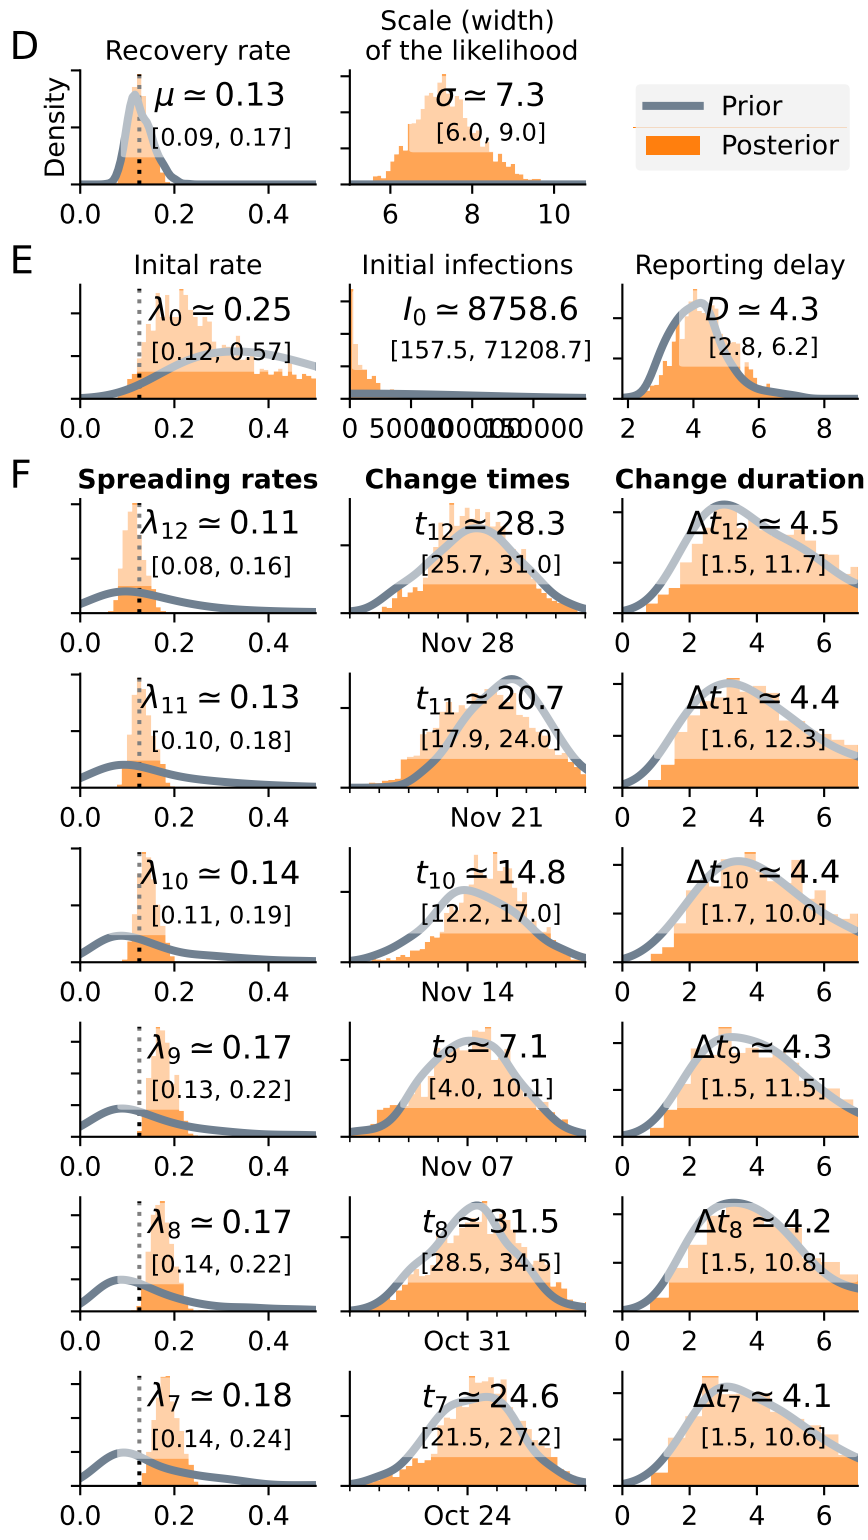 D
Recovery rate
Density
μ ≃ 0.13
[0.09, 0.17]
0.0 0.2 0.4
Scale (width)
of the likelihood
σ ≃ 7.3
[6.0, 9.0]
6 8 10
Prior
Posterior
E
Inital rate
λ0 ≃ 0.25
[0.12, 0.57]
0.0 0.2 0.4
Initial infections
I0 ≃ 8758.6
[157.5, 71208.7]
0 50000 100000 150000
Reporting delay
D ≃ 4.3
[2.8, 6.2]
2 4 6 8
F
Spreading rates Change times Change duration
λ12 ≃ 0.11
[0.08, 0.16]
0.0 0.2 0.4
t12 ≃ 28.3
[25.7, 31.0]
Nov 28
Δt12 ≃ 4.5
[1.5, 11.7]
0 2 4 6
λ11 ≃ 0.13
[0.10, 0.18]
0.0 0.2 0.4
t11 ≃ 20.7
[17.9, 24.0]
Nov 21
Δt11 ≃ 4.4
[1.6, 12.3]
0 2 4 6
λ10 ≃ 0.14
[0.11, 0.19]
0.0 0.2 0.4
t10 ≃ 14.8
[12.2, 17.0]
Nov 14
Δt10 ≃ 4.4
[1.7, 10.0]
0 2 4 6
λ9 ≃ 0.17
[0.13, 0.22]
0.0 0.2 0.4
t9 ≃ 7.1
[4.0, 10.1]
Nov 07
Δt9 ≃ 4.3
[1.5, 11.5]
0 2 4 6
λ8 ≃ 0.17
[0.14, 0.22]
0.0 0.2 0.4
t8 ≃ 31.5
[28.5, 34.5]
Oct 31
Δt8 ≃ 4.2
[1.5, 10.8]
0 2 4 6
λ7 ≃ 0.18
[0.14, 0.24]
0.0 0.2 0.4
t7 ≃ 24.6
[21.5, 27.2]
Oct 24
Δt7 ≃ 4.1
[1.5, 10.6]
0 2 4 6